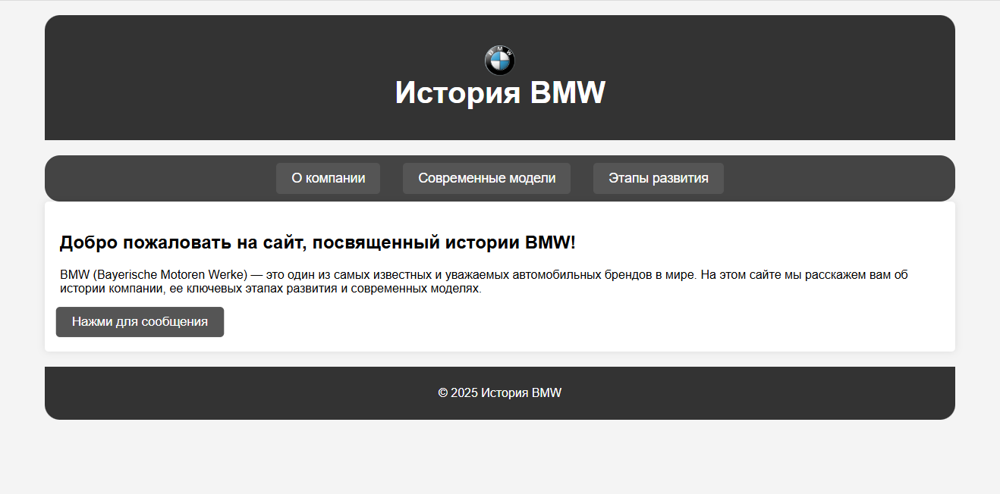 BMW
История BMW
О компании
Современные модели
Этапы развития
Добро пожаловать на сайт, посвященный истории BMW!
BMW (Bayerische Motoren Werke) — это один из самых известных и уважаемых автомобильных брендов в мире. На этом сайте мы расскажем вам об
истории компании, ее ключевых этапах развития и современных моделях.
Нажми для сообщения
© 2025 История BMW